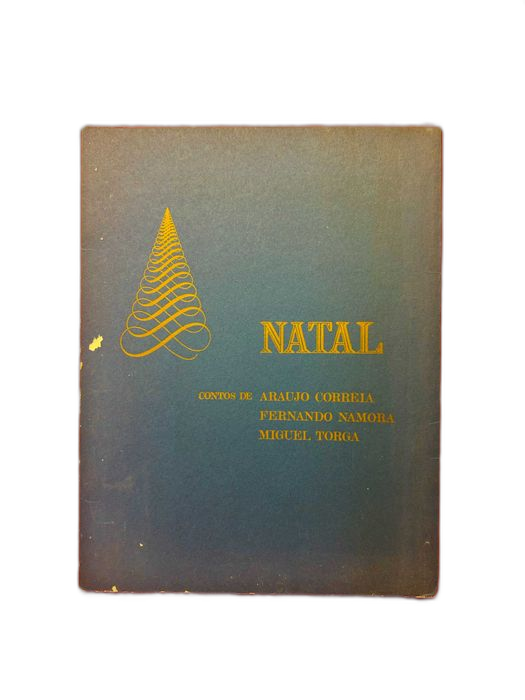 NATAL
CONTOS DE ARAUJO CORREIA
FERNANDO NAMORA
MIGUEL TORGA